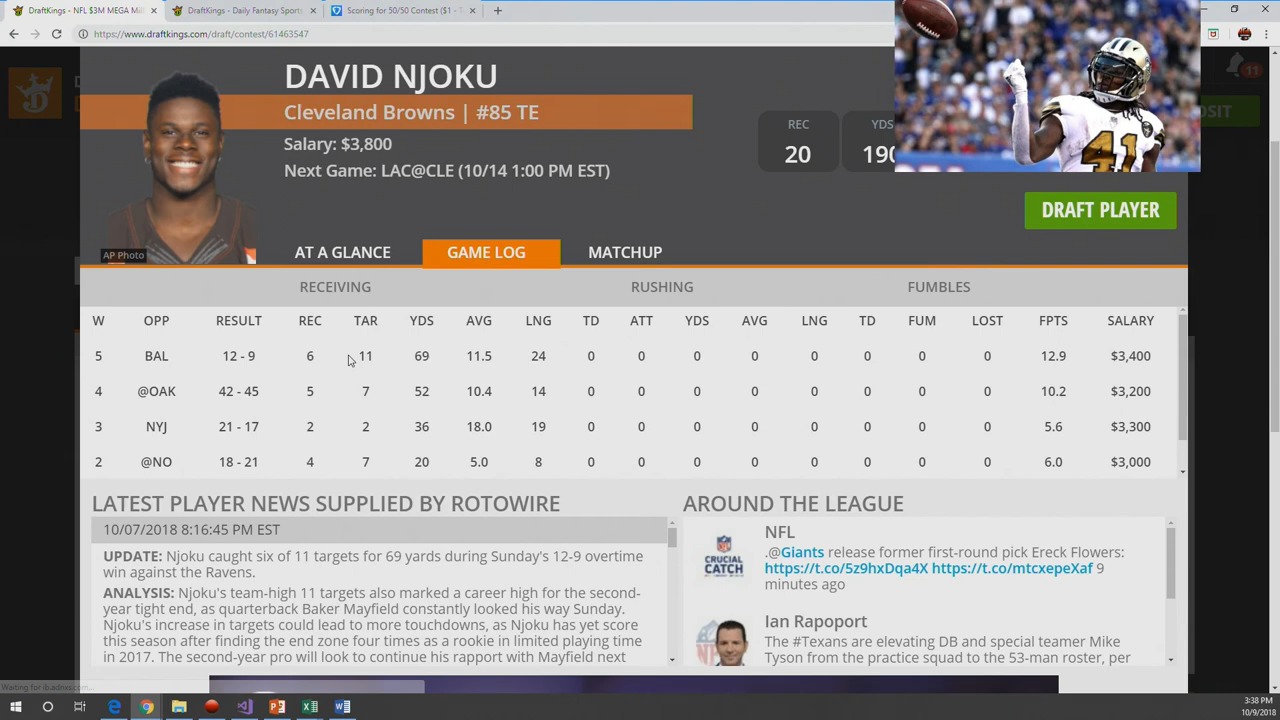 DraftKings - NFL $3M MEGA Mil
DraftKings - Daily Fantasy Sports
Scoring for 50/50 Contest ($1 - T
https://www.draftkings.com/draft/contest/61463547
DAVID NJOKU
Cleveland Browns | #85 TE
Salary: $3,800
Next Game: LAC@CLE (10/14 1:00 PM EST)
REC YDS
20 190
41
11
DRAFT PLAYER
AP Photo
AT A GLANCE GAME LOG MATCHUP
RECEIVING RUSHING FUMBLES
W OPP RESULT REC TAR YDS AVG LNG TD ATT YDS AVG LNG TD FUM LOST FPTS SALARY
5 BAL 12 - 9 6 11 69 11.5 24 0 0 0 0 0 0 0 0 12.9 $3,400
4 @OAK 42 - 45 5 7 52 10.4 14 0 0 0 0 0 0 0 0 10.2 $3,200
3 NYJ 21 - 17 2 2 36 18.0 19 0 0 0 0 0 0 0 0 5.6 $3,300
2 @NO 18 - 21 4 7 20 5.0 8 0 0 0 0 0 0 0 0 6.0 $3,000
LATEST PLAYER NEWS SUPPLIED BY ROTOWIRE
10/07/2018 8:16:45 PM EST
UPDATE: Njoku caught six of 11 targets for 69 yards during Sunday's 12-9 overtime
win against the Ravens.
ANALYSIS: Njoku's team-high 11 targets also marked a career high for the second-
year tight end, as quarterback Baker Mayfield constantly looked his way Sunday.
Njoku's increase in targets could lead to more touchdowns, as Njoku has yet score
this season after finding the end zone four times as a rookie in limited playing time
in 2017. The second-year pro will look to continue his rapport with Mayfield next
AROUND THE LEAGUE
CRUCIAL
CATCH
NFL
.@Giants release former first-round pick Ereck Flowers:
https://t.co/5z9hxDqa4X https://t.co/mtcxepeXaf 9
minutes ago
Ian Rapoport
The #Texans are elevating DB and special teamer Mike
Tyson from the practice squad to the 53-man roster, per
Waiting for ib.adnxs.com...
3:38 PM
10/9/2018